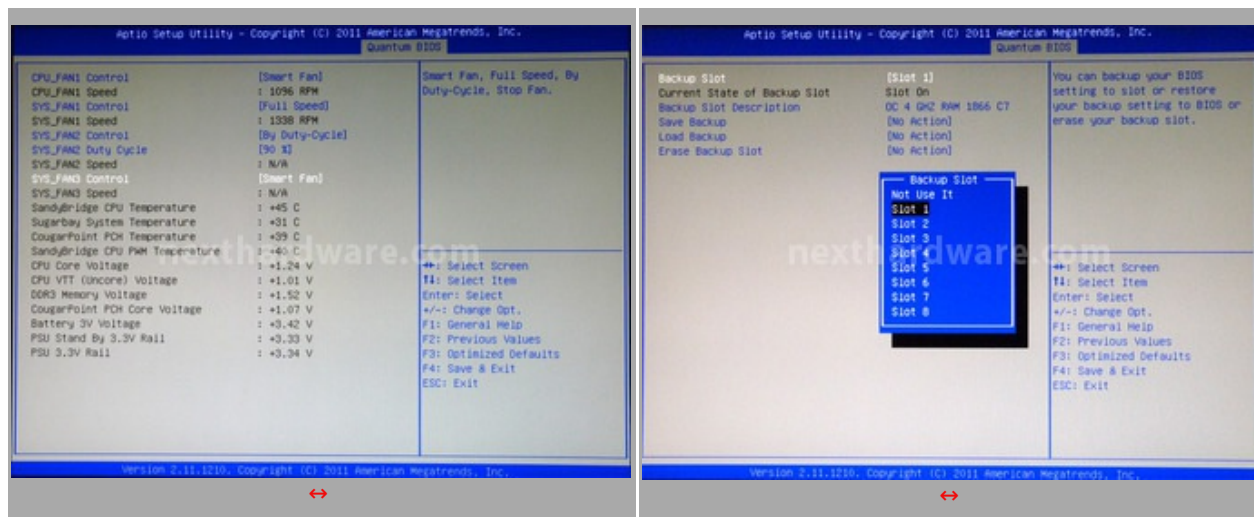 Aptio Setup Utility - Copyright (C) 2011 American Megatrends, Inc.
Quantum BIOS
CPU_FAN1 Control [Smart Fan]
CPU_FAN1 Speed : 1096 RPM
SYS_FAN1 Control [Full Speed]
SYS_FAN1 Speed : 1338 RPM
SYS_FAN2 Control [By Duty-Cycle]
SYS_FAN2 Duty Cycle [90 %]
SYS_FAN2 Speed : N/A
SYS_FAN3 Control [Smart Fan]
SYS_FAN3 Speed : N/A
SandyBridge CPU Temperature : +45 C
Sugarbay System Temperature : +31 C
CougarPoint PCH Temperature : +39 C
SandyBridge CPU PWM Temperature : +40 C
CPU Core Voltage : +1.24 V
CPU VTT (Uncore) Voltage : +1.01 V
DDR3 Memory Voltage : +1.52 V
CougarPoint PCH Core Voltage : +1.07 V
Battery 3V Voltage : +3.42 V
PSU Stand By 3.3V Rail : +3.33 V
PSU 3.3V Rail : +3.34 V
Smart Fan, Full Speed, By
Duty-Cycle, Stop Fan.
nexthardware.com
↔: Select Screen
↑↓: Select Item
Enter: Select
+/-: Change Opt.
F1: General Help
F2: Previous Values
F3: Optimized Defaults
F4: Save & Exit
ESC: Exit
Version 2.11.1210. Copyright (C) 2011 American Megatrends, Inc.
Aptio Setup Utility - Copyright (C) 2011 American Megatrends, Inc.
Quantum BIOS
Backup Slot [Slot 1]
Current State of Backup Slot Slot On
Backup Slot Description OC 4 GHZ RAM 1866 C7
Save Backup [No Action]
Load Backup [No Action]
Erase Backup Slot [No Action]
Backup Slot
Not Use It
Slot 1
Slot 2
Slot 3
Slot 4
Slot 5
Slot 6
Slot 7
Slot 8
You can backup your BIOS
setting to slot or restore
your backup setting to BIOS or
erase your backup slot.
nexthardware.com
↔: Select Screen
↑↓: Select Item
Enter: Select
+/-: Change Opt.
F1: General Help
F2: Previous Values
F3: Optimized Defaults
F4: Save & Exit
ESC: Exit
Version 2.11.1210. Copyright (C) 2011 American Megatrends, Inc.